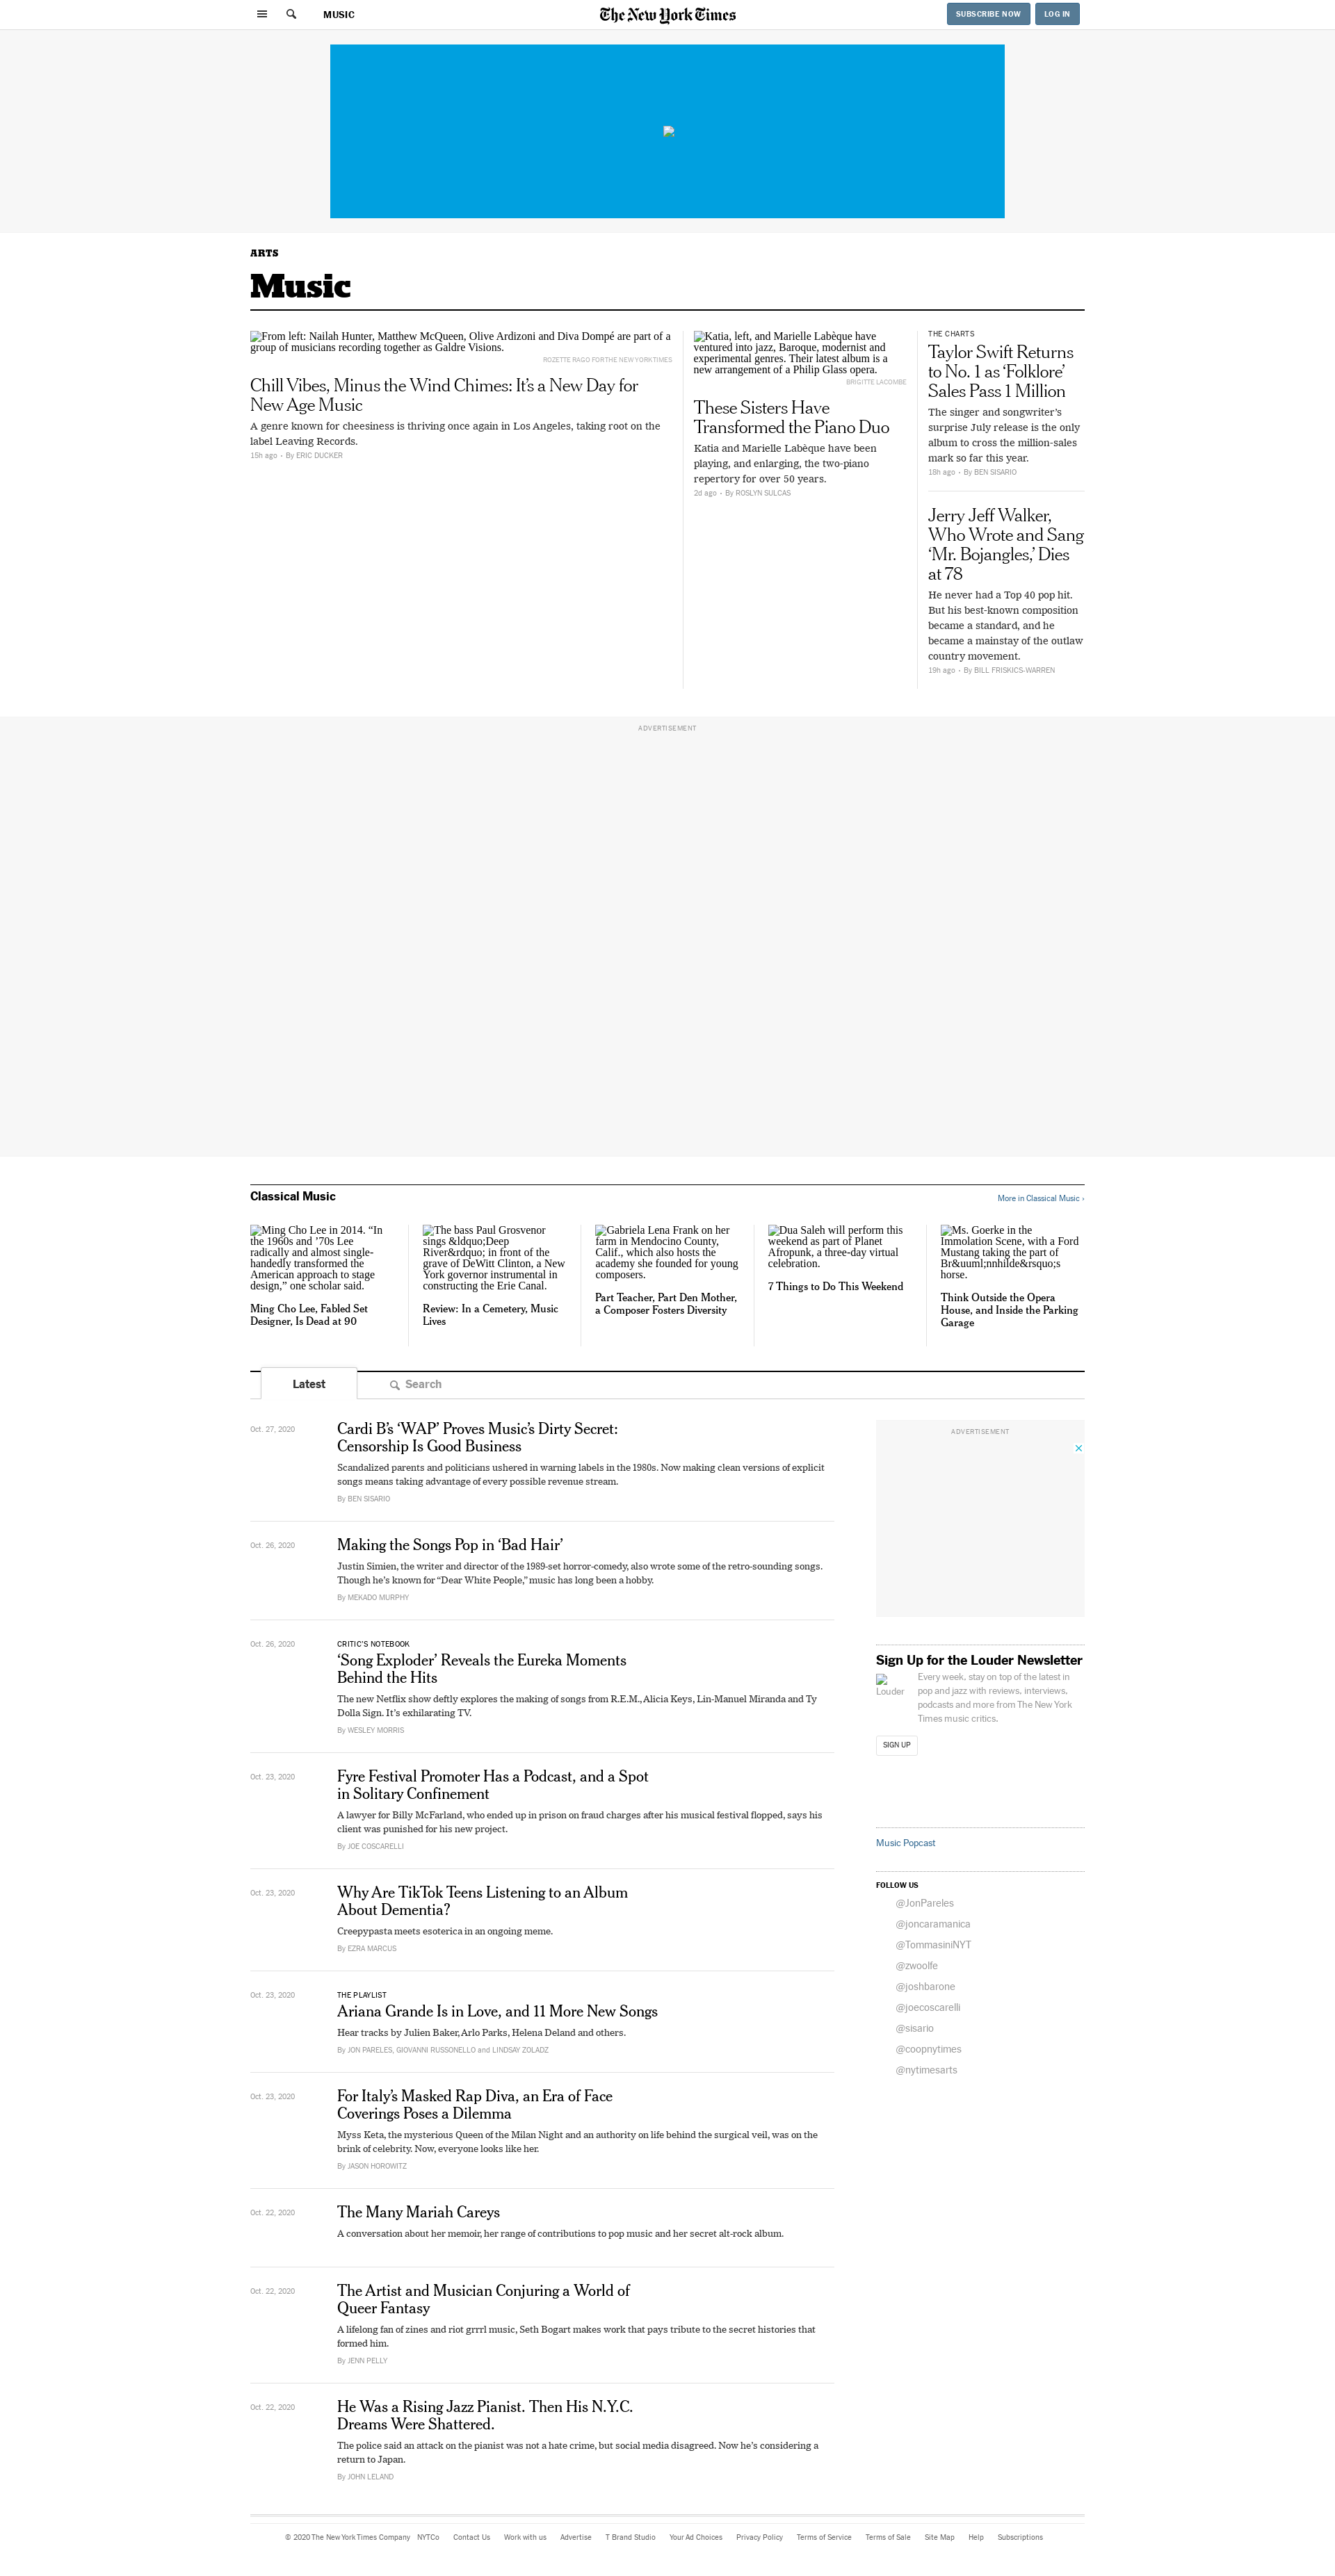 MUSIC
The New York Times
SUBSCRIBE NOW
LOG IN
ARTS
Music
From left: Nailah Hunter, Matthew McQueen, Olive Ardizoni and Diva Dompé are part of a
group of musicians recording together as Galdre Visions.
ROZETTE RAGO FOR THE NEW YORK TIMES
Chill Vibes, Minus the Wind Chimes: It’s a New Day for
New Age Music
A genre known for cheesiness is thriving once again in Los Angeles, taking root on the
label Leaving Records.
15h ago • By ERIC DUCKER
Katia, left, and Marielle Labèque have
ventured into jazz, Baroque, modernist and
experimental genres. Their latest album is a
new arrangement of a Philip Glass opera.
BRIGITTE LACOMBE
These Sisters Have
Transformed the Piano Duo
Katia and Marielle Labèque have been
playing, and enlarging, the two-piano
repertory for over 50 years.
2d ago • By ROSLYN SULCAS
THE CHARTS
Taylor Swift Returns
to No. 1 as ‘Folklore’
Sales Pass 1 Million
The singer and songwriter’s
surprise July release is the only
album to cross the million-sales
mark so far this year.
18h ago • By BEN SISARIO
Jerry Jeff Walker,
Who Wrote and Sang
‘Mr. Bojangles,’ Dies
at 78
He never had a Top 40 pop hit.
But his best-known composition
became a standard, and he
became a mainstay of the outlaw
country movement.
19h ago • By BILL FRISKICS-WARREN
ADVERTISEMENT
Classical Music
More in Classical Music ›
Ming Cho Lee in 2014. “In
the 1960s and ’70s Lee
radically and almost single-
handedly transformed the
American approach to stage
design,” one scholar said.
Ming Cho Lee, Fabled Set
Designer, Is Dead at 90
The bass Paul Grosvenor
sings &ldquo;Deep
River&rdquo; in front of the
grave of DeWitt Clinton, a New
York governor instrumental in
constructing the Erie Canal.
Review: In a Cemetery, Music
Lives
Gabriela Lena Frank on her
farm in Mendocino County,
Calif., which also hosts the
academy she founded for young
composers.
Part Teacher, Part Den Mother,
a Composer Fosters Diversity
Dua Saleh will perform this
weekend as part of Planet
Afropunk, a three-day virtual
celebration.
7 Things to Do This Weekend
Ms. Goerke in the
Immolation Scene, with a Ford
Mustang taking the part of
Br&uuml;nnhilde&rsquo;s
horse.
Think Outside the Opera
House, and Inside the Parking
Garage
Latest
Search
Oct. 27, 2020
Cardi B’s ‘WAP’ Proves Music’s Dirty Secret:
Censorship Is Good Business
Scandalized parents and politicians ushered in warning labels in the 1980s. Now making clean versions of explicit
songs means taking advantage of every possible revenue stream.
By BEN SISARIO
Oct. 26, 2020
Making the Songs Pop in ‘Bad Hair’
Justin Simien, the writer and director of the 1989-set horror-comedy, also wrote some of the retro-sounding songs.
Though he’s known for “Dear White People,” music has long been a hobby.
By MEKADO MURPHY
Oct. 26, 2020
CRITIC’S NOTEBOOK
‘Song Exploder’ Reveals the Eureka Moments
Behind the Hits
The new Netflix show deftly explores the making of songs from R.E.M., Alicia Keys, Lin-Manuel Miranda and Ty
Dolla Sign. It’s exhilarating TV.
By WESLEY MORRIS
Oct. 23, 2020
Fyre Festival Promoter Has a Podcast, and a Spot
in Solitary Confinement
A lawyer for Billy McFarland, who ended up in prison on fraud charges after his musical festival flopped, says his
client was punished for his new project.
By JOE COSCARELLI
Oct. 23, 2020
Why Are TikTok Teens Listening to an Album
About Dementia?
Creepypasta meets esoterica in an ongoing meme.
By EZRA MARCUS
Oct. 23, 2020
THE PLAYLIST
Ariana Grande Is in Love, and 11 More New Songs
Hear tracks by Julien Baker, Arlo Parks, Helena Deland and others.
By JON PARELES, GIOVANNI RUSSONELLO and LINDSAY ZOLADZ
Oct. 23, 2020
For Italy’s Masked Rap Diva, an Era of Face
Coverings Poses a Dilemma
Myss Keta, the mysterious Queen of the Milan Night and an authority on life behind the surgical veil, was on the
brink of celebrity. Now, everyone looks like her.
By JASON HOROWITZ
Oct. 22, 2020
The Many Mariah Careys
A conversation about her memoir, her range of contributions to pop music and her secret alt-rock album.
Oct. 22, 2020
The Artist and Musician Conjuring a World of
Queer Fantasy
A lifelong fan of zines and riot grrrl music, Seth Bogart makes work that pays tribute to the secret histories that
formed him.
By JENN PELLY
Oct. 22, 2020
He Was a Rising Jazz Pianist. Then His N.Y.C.
Dreams Were Shattered.
The police said an attack on the pianist was not a hate crime, but social media disagreed. Now he’s considering a
return to Japan.
By JOHN LELAND
ADVERTISEMENT
Sign Up for the Louder Newsletter
Louder
Every week, stay on top of the latest in
pop and jazz with reviews, interviews,
podcasts and more from The New York
Times music critics.
SIGN UP
Music Popcast
FOLLOW US
@JonPareles
@joncaramanica
@TommasiniNYT
@zwoolfe
@joshbarone
@joecoscarelli
@sisario
@coopnytimes
@nytimesarts
© 2020 The New York Times Company NYTCo Contact Us Work with us Advertise T Brand Studio Your Ad Choices Privacy Policy Terms of Service Terms of Sale Site Map Help Subscriptions